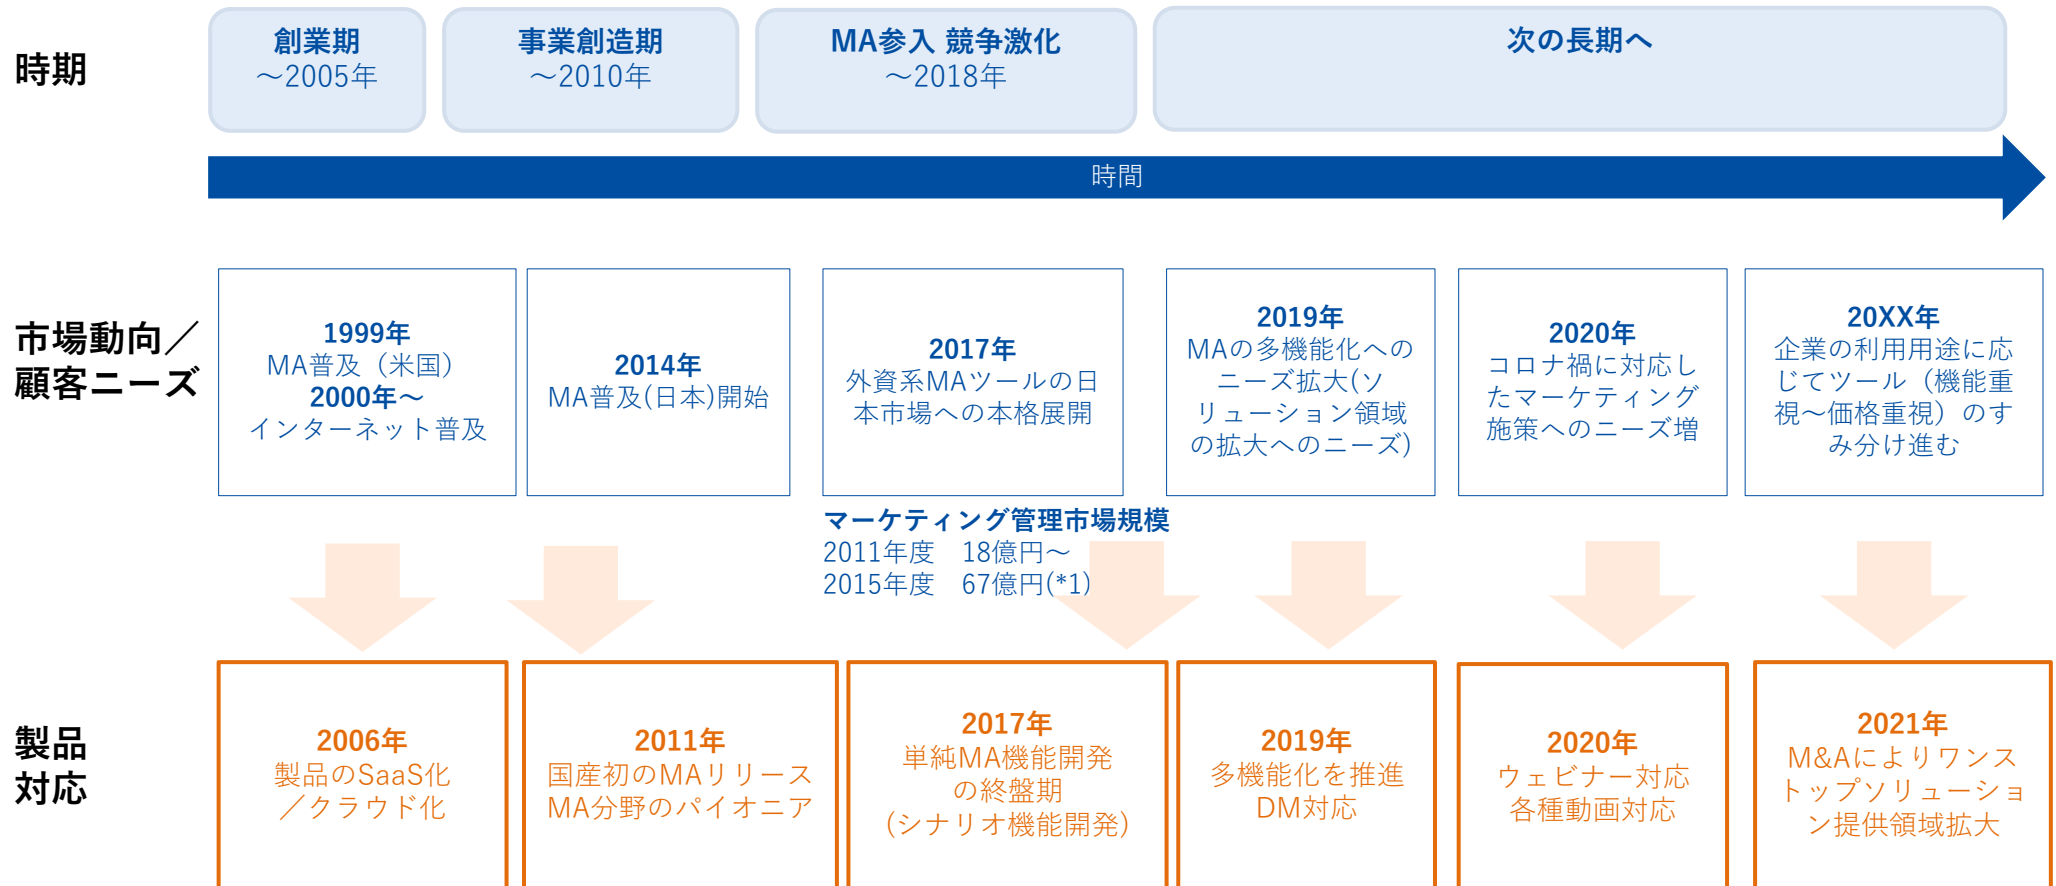 時期
創業期
～2005年
事業創造期
～2010年
MA参入 競争激化
～2018年
次の長期へ
時間
市場動向／
顧客ニーズ
1999年
MA普及（米国）
2000年～
インターネット普及
2014年
MA普及(日本)開始
2017年
外資系MAツールの日
本市場への本格展開
2019年
MAの多機能化への
ニーズ拡大(ソ
リューション領域
の拡大へのニーズ)
2020年
コロナ禍に対応し
たマーケティング
施策へのニーズ増
20XX年
企業の利用用途に応
じてツール（機能重
視～価格重視）のす
み分け進む
マーケティング管理市場規模
2011年度　18億円～
2015年度　67億円(*1)
製品
対応
2006年
製品のSaaS化
／クラウド化
2011年
国産初のMAリリース
MA分野のパイオニア
2017年
単純MA機能開発
の終盤期
(シナリオ機能開発)
2019年
多機能化を推進
DM対応
2020年
ウェビナー対応
各種動画対応
2021年
M&Aによりワンス
トップソリューショ
ン提供領域拡大